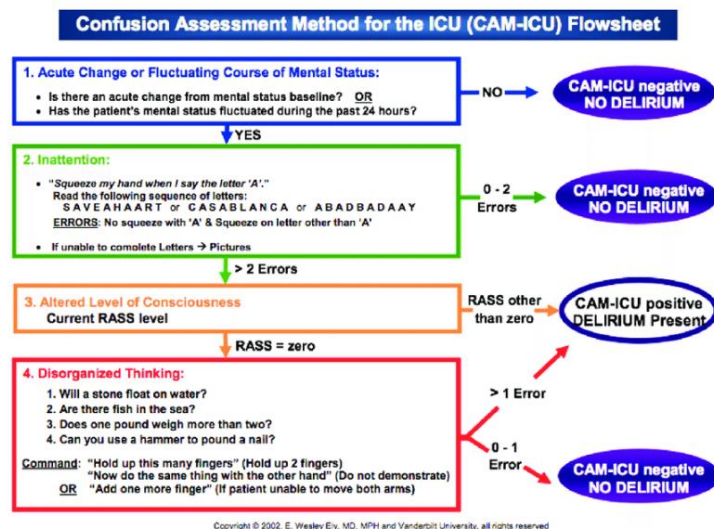 Confusion Assessment Method for the ICU (CAM-ICU) Flowsheet
1. Acute Change or Fluctuating Course of Mental Status:
• Is there an acute change from mental status baseline? OR
• Has the patient's mental status fluctuated during the past 24 hours?
NO
CAM-ICU negative
NO DELIRIUM
YES
2. Inattention:
• "Squeeze my hand when I say the letter 'A'."
Read the following sequence of letters:
S A V E A H A A R T or C A S A B L A N C A or A B A D B A D A A Y
ERRORS: No squeeze with 'A' & Squeeze on letter other than 'A'
• If unable to complete Letters → Pictures
0 - 2
Errors
CAM-ICU negative
NO DELIRIUM
> 2 Errors
3. Altered Level of Consciousness
Current RASS level
RASS other
than zero
CAM-ICU positive
DELIRIUM Present
RASS = zero
4. Disorganized Thinking:
1. Will a stone float on water?
2. Are there fish in the sea?
3. Does one pound weigh more than two?
4. Can you use a hammer to pound a nail?
Command: "Hold up this many fingers" (Hold up 2 fingers)
"Now do the same thing with the other hand" (Do not demonstrate)
OR "Add one more finger" (If patient unable to move both arms)
> 1 Error
0 - 1
Error
CAM-ICU negative
NO DELIRIUM
Copyright © 2002, E. Wesley Ely, MD, MPH and Vanderbilt University, all rights reserved